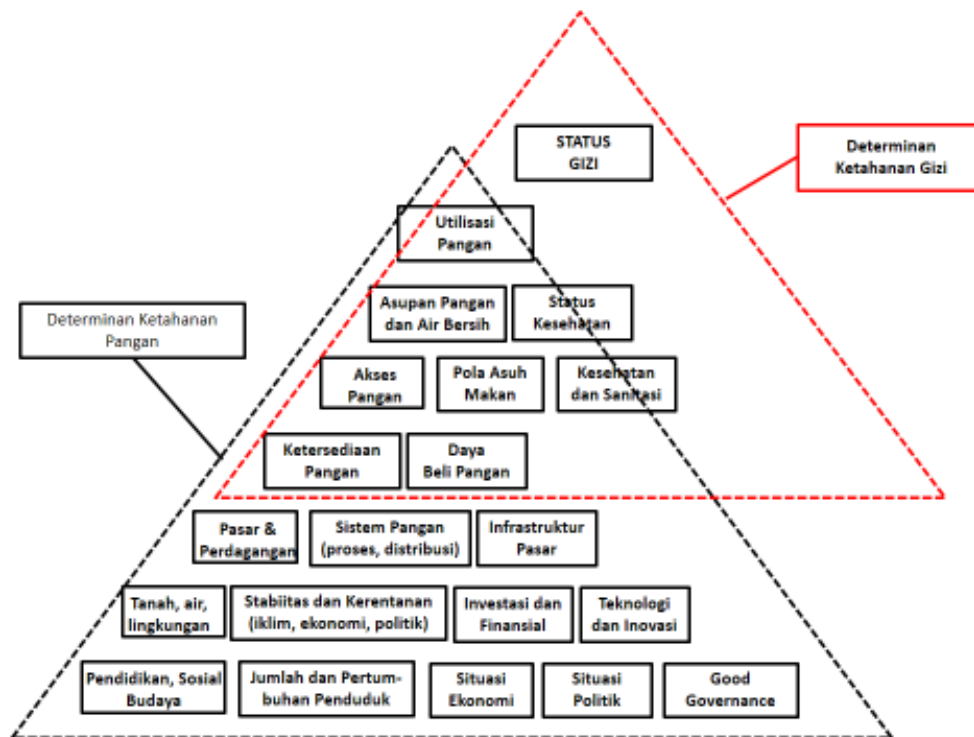 STATUS
GIZI
Determinan
Ketahanan Gizi
Utilisasi
Pangan
Determinan Ketahanan
Pangan
Asupan Pangan
dan Air Bersih
Status
Kesehatan
Akses
Pangan
Pola Asuh
Makan
Kesehatan
dan Sanitasi
Ketersediaan
Pangan
Daya
Beli Pangan
Pasar &
Perdagangan
Sistem Pangan
(proses, distribusi)
Infrastruktur
Pasar
Tanah, air,
lingkungan
Stabiitas dan Kerentanan
(iklim, ekonomi, politik)
Investasi dan
Finansial
Teknologi
dan Inovasi
Pendidikan, Sosial
Budaya
Jumlah dan Pertum-
buhan Penduduk
Situasi
Ekonomi
Situasi
Politik
Good
Governance